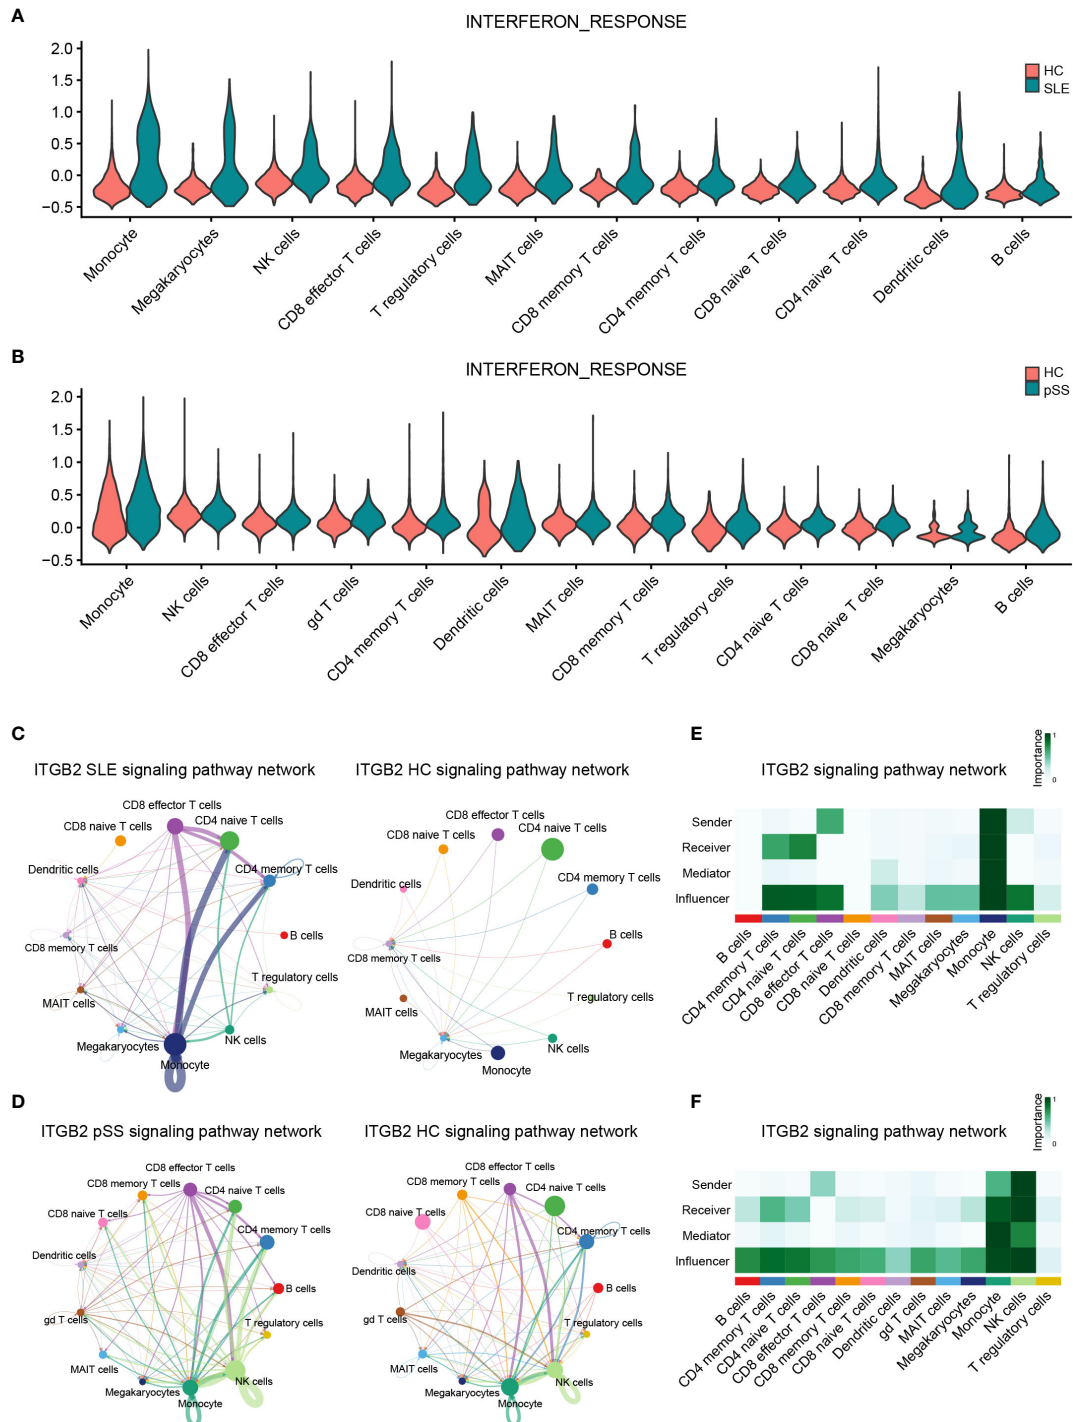 A
INTERFERON_RESPONSE
2.0
1.5
1.0
0.5
0.0
−0.5
HC
SLE
Monocyte
Megakaryocytes
NK cells
CD8 effector T cells
T regulatory cells
MAIT cells
CD8 memory T cells
CD4 memory T cells
CD8 naive T cells
CD4 naive T cells
Dendritic cells
B cells
B
INTERFERON_RESPONSE
2.0
1.5
1.0
0.5
0.0
−0.5
HC
pSS
Monocyte
NK cells
CD8 effector T cells
gd T cells
CD4 memory T cells
Dendritic cells
MAIT cells
CD8 memory T cells
T regulatory cells
CD4 naive T cells
CD8 naive T cells
Megakaryocytes
B cells
C
ITGB2 SLE signaling pathway network
CD8 effector T cells
CD4 naive T cells
CD8 naive T cells
Dendritic cells
CD4 memory T cells
CD8 memory T cells
B cells
MAIT cells
T regulatory cells
Megakaryocytes
NK cells
Monocyte
ITGB2 HC signaling pathway network
CD8 effector T cells
CD4 naive T cells
CD8 naive T cells
Dendritic cells
CD4 memory T cells
B cells
CD8 memory T cells
T regulatory cells
MAIT cells
Megakaryocytes
NK cells
Monocyte
E
Importance
1
0
ITGB2 signaling pathway network
Sender
Receiver
Mediator
Influencer
B cells
CD4 memory T cells
CD4 naive T cells
CD8 effector T cells
CD8 naive T cells
Dendritic cells
CD8 memory T cells
MAIT cells
Megakaryocytes
Monocyte
NK cells
T regulatory cells
D
ITGB2 pSS signaling pathway network
CD8 effector T cells
CD8 memory T cells
CD4 naive T cells
CD8 naive T cells
CD4 memory T cells
Dendritic cells
B cells
gd T cells
T regulatory cells
MAIT cells
NK cells
Megakaryocytes
Monocyte
ITGB2 HC signaling pathway network
CD8 effector T cells
CD8 memory T cells
CD4 naive T cells
CD8 naive T cells
CD4 memory T cells
Dendritic cells
B cells
gd T cells
T regulatory cells
MAIT cells
NK cells
Megakaryocytes
Monocyte
F
Importance
1
0
ITGB2 signaling pathway network
Sender
Receiver
Mediator
Influencer
B cells
CD4 memory T cells
CD4 naive T cells
CD8 effector T cells
CD8 memory T cells
CD8 naive T cells
Dendritic cells
gd T cells
MAIT cells
Megakaryocytes
Monocyte
NK cells
T regulatory cells